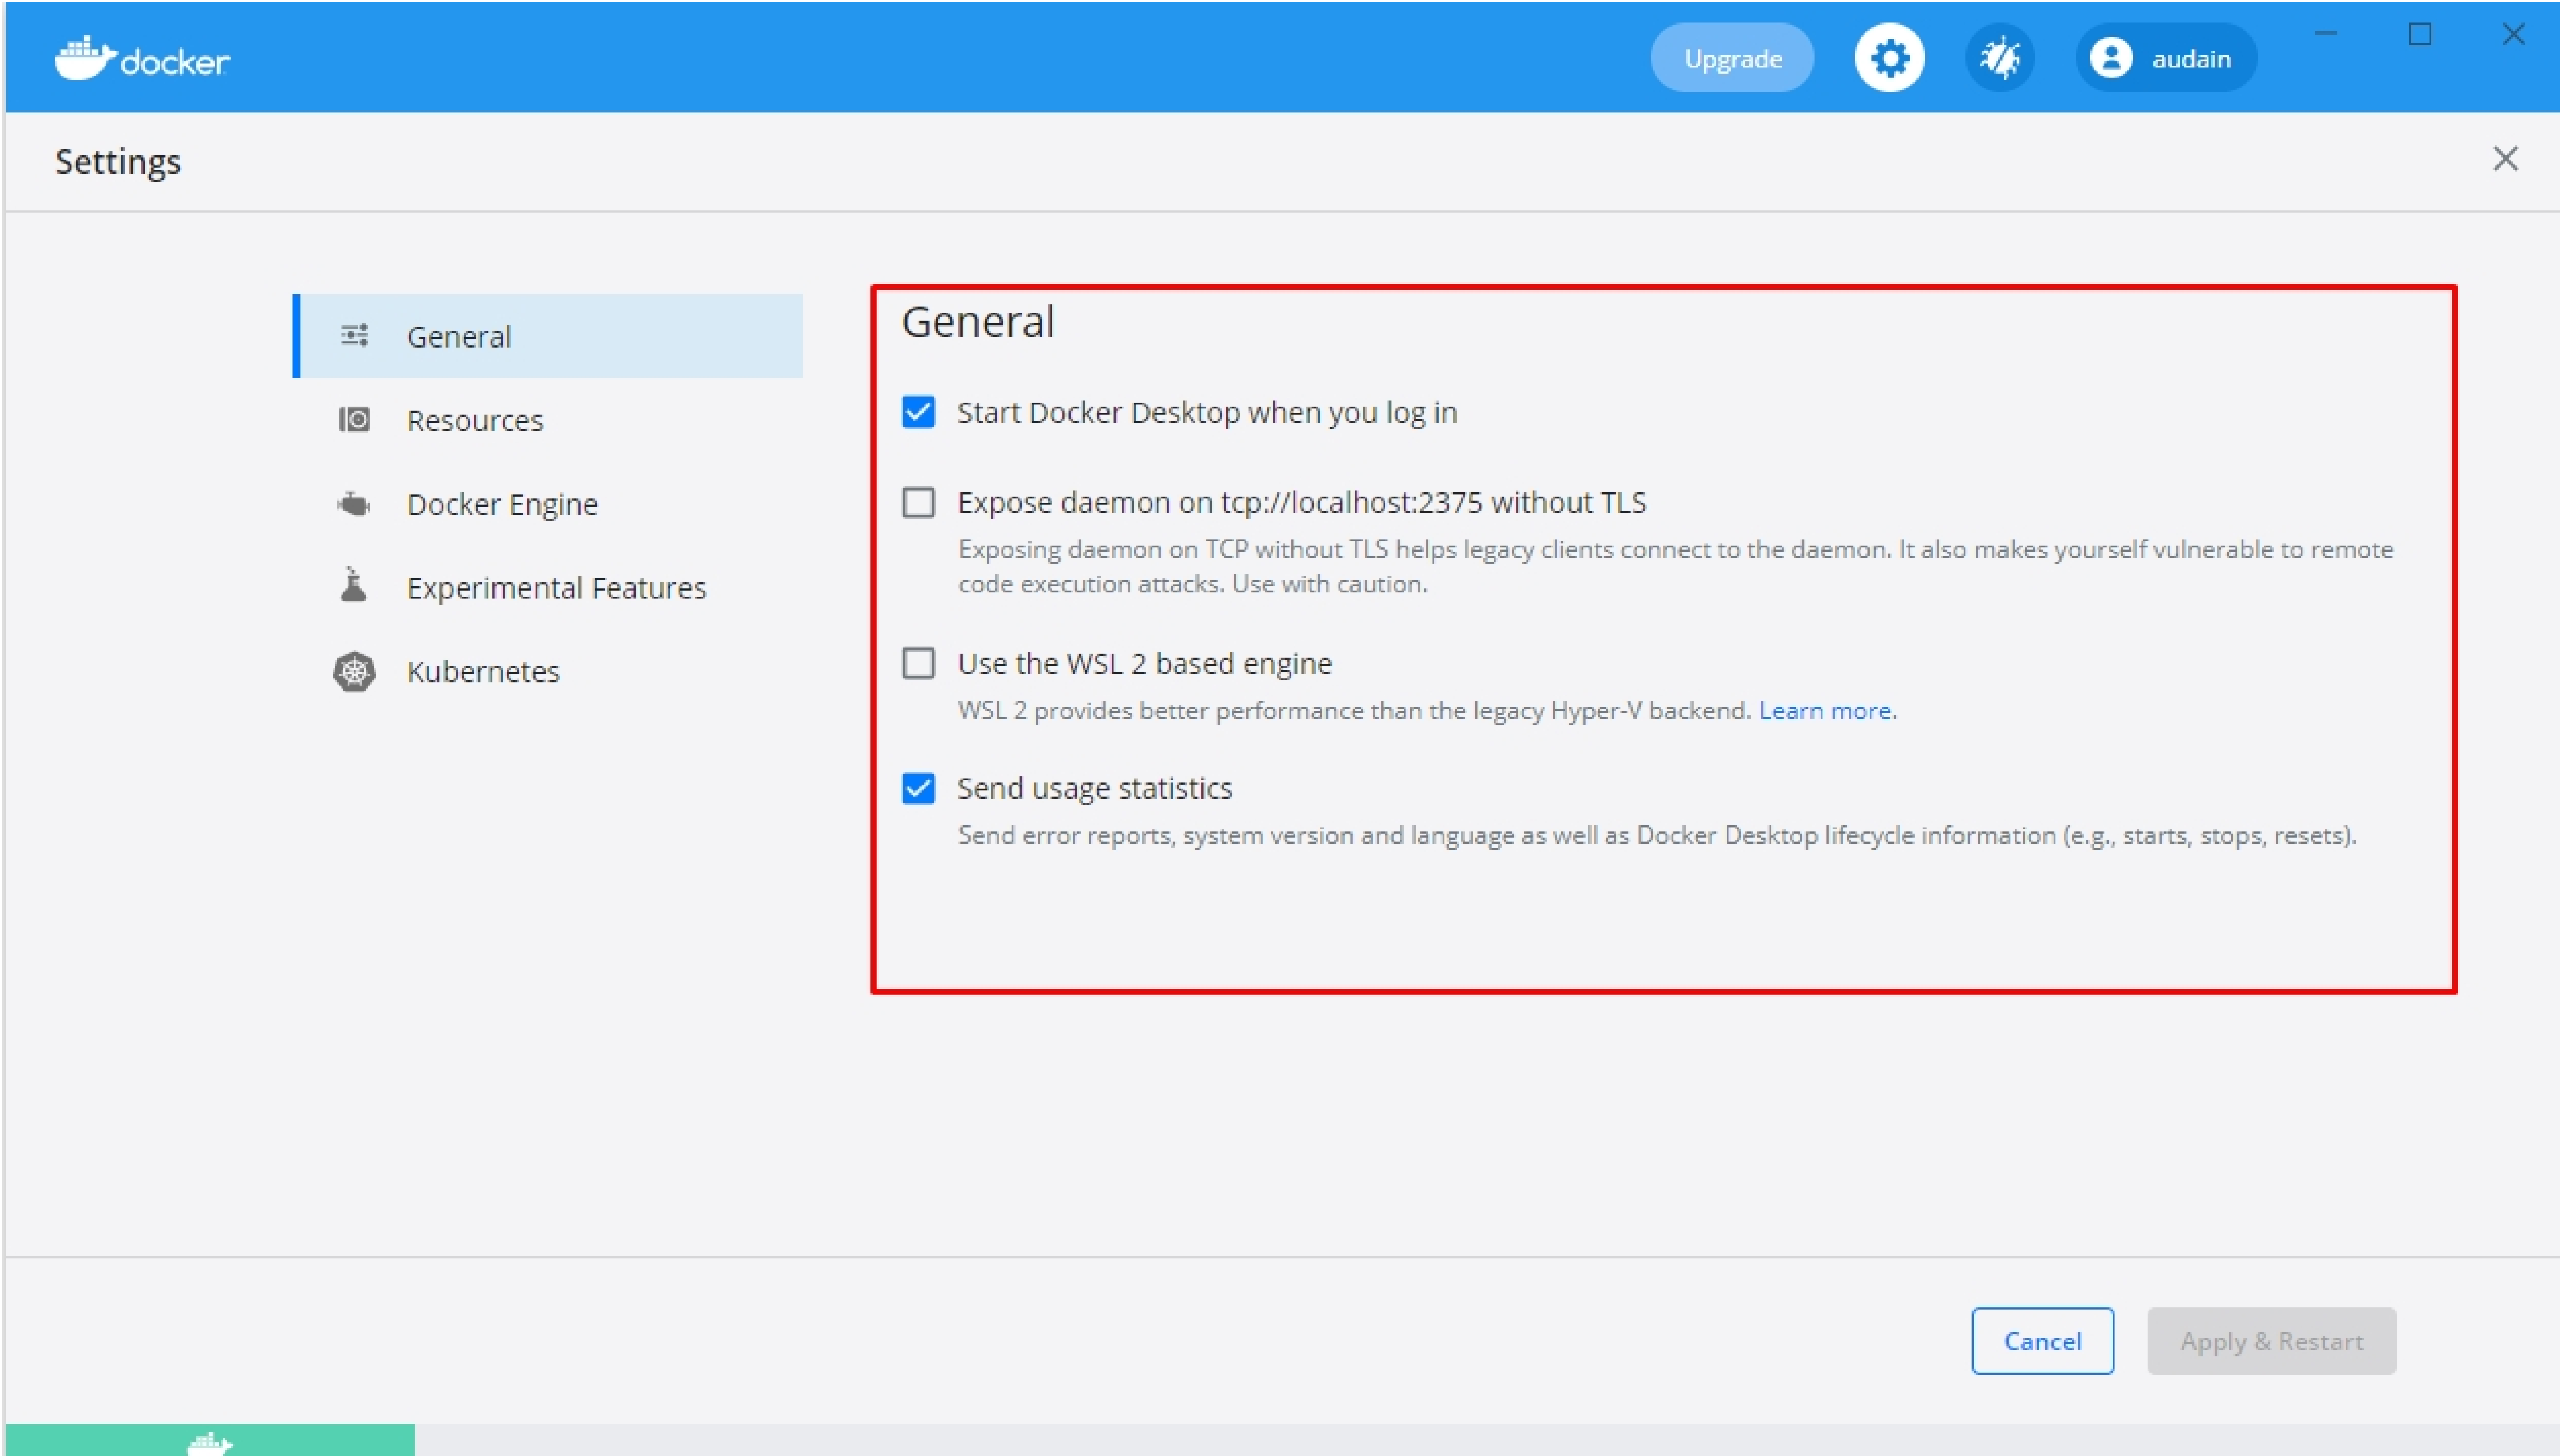 docker
Upgrade
audain
Settings
General
Resources
Docker Engine
Experimental Features
Kubernetes
General
Start Docker Desktop when you log in
Expose daemon on tcp://localhost:2375 without TLS
Exposing daemon on TCP without TLS helps legacy clients connect to the daemon. It also makes yourself vulnerable to remote
code execution attacks. Use with caution.
Use the WSL 2 based engine
WSL 2 provides better performance than the legacy Hyper-V backend. Learn more.
Send usage statistics
Send error reports, system version and language as well as Docker Desktop lifecycle information (e.g., starts, stops, resets).
Cancel
Apply & Restart